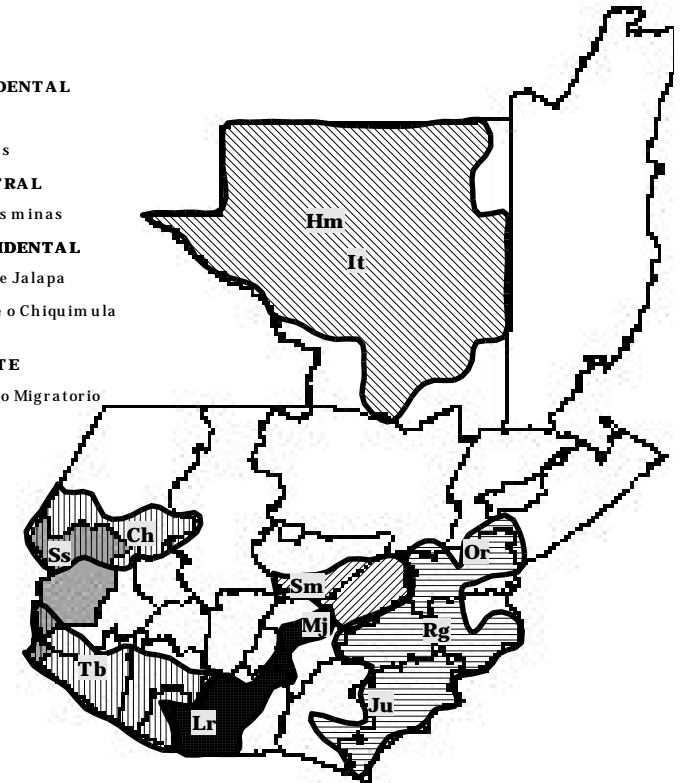 DENTAL
s
TRAL
s minas
IDENTAL
e Jalapa
e o Chiquimula
TE
o Migratorio
Hm
It
Ch
Ss
Or
Sm
Mj
Rg
Tb
Ju
Lr